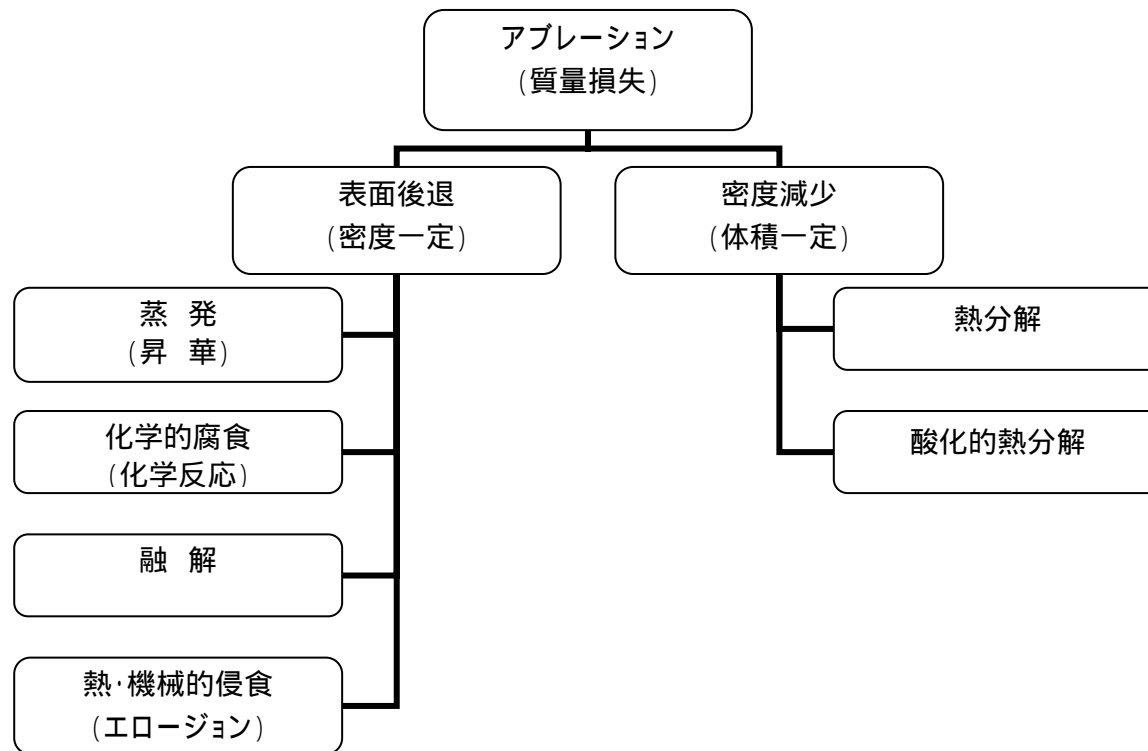 アブレーション
(質量損失)
表面後退
(密度一定)
密度減少
(体積一定)
蒸 発
(昇 華)
化学的腐食
(化学反応)
融 解
熱・機械的侵食
(エロージョン)
熱分解
酸化的熱分解